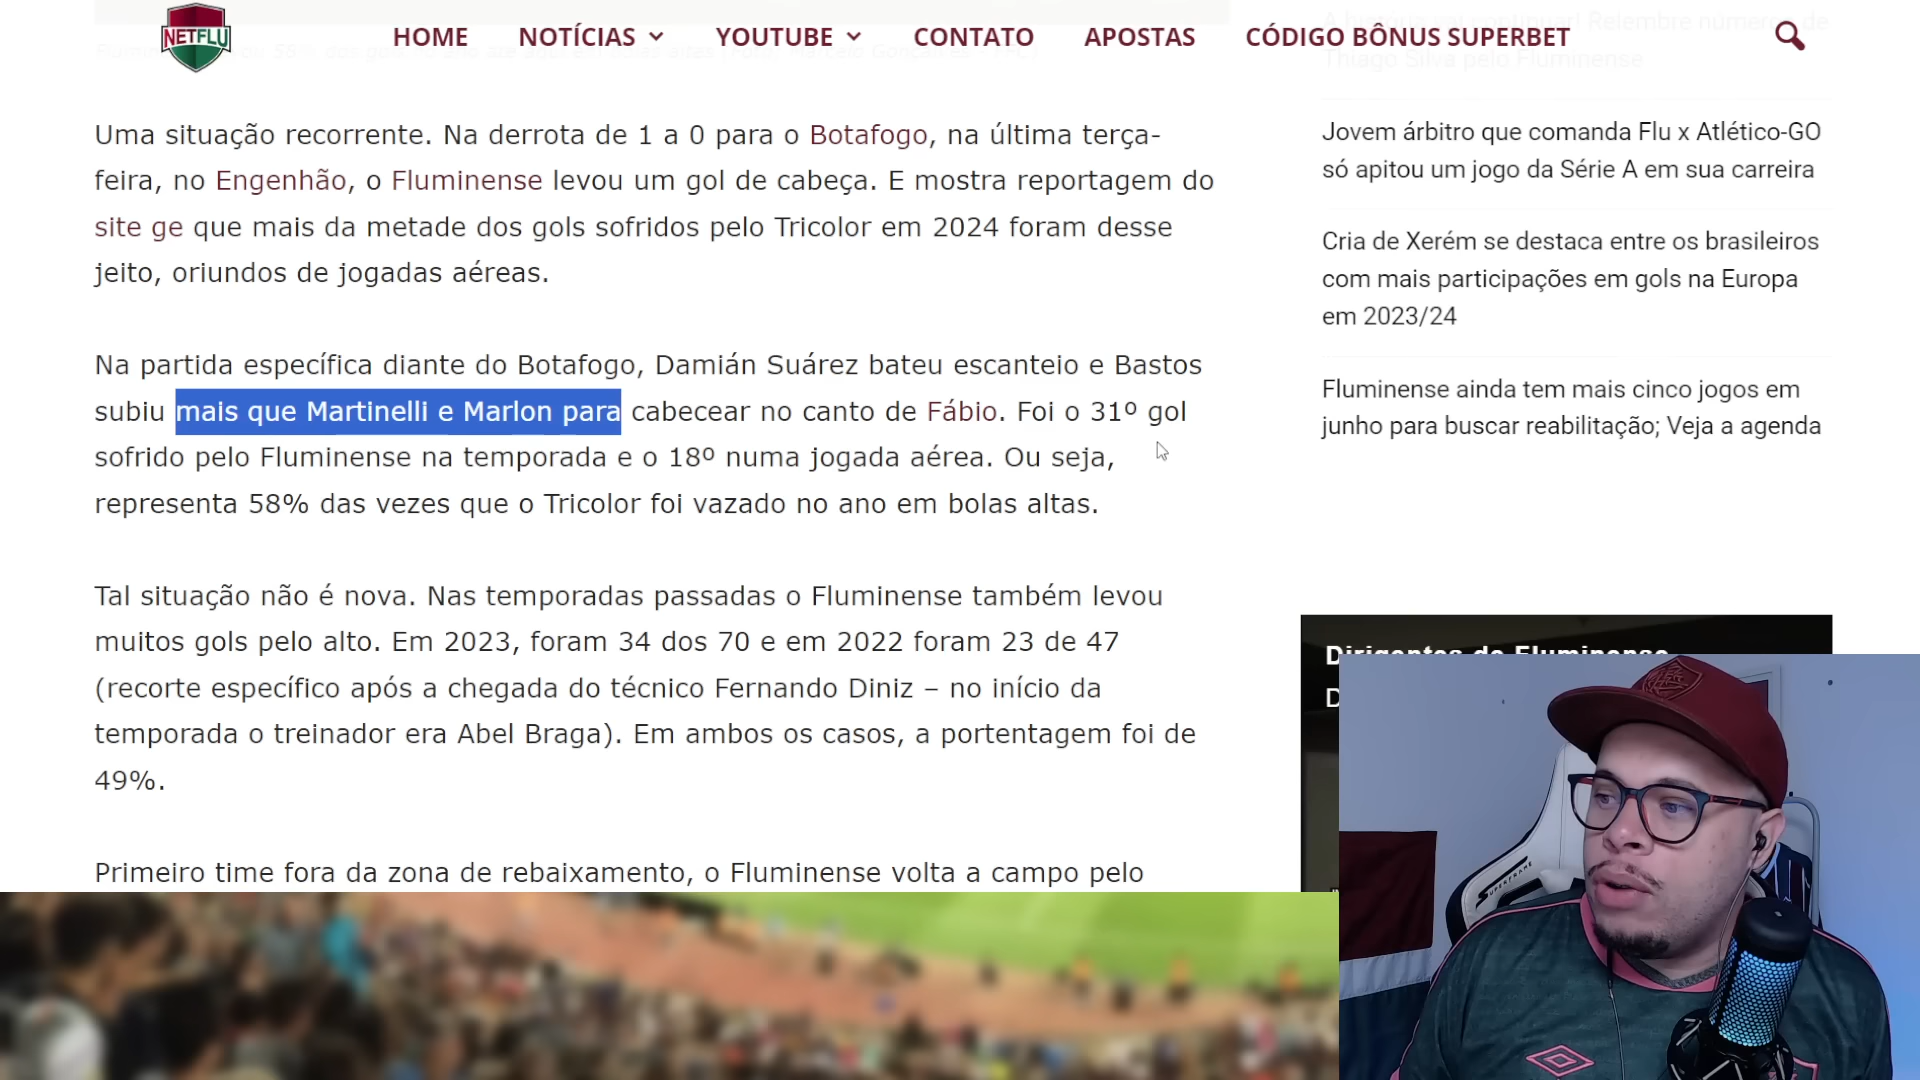 NETFLU
HOME NOTÍCIAS YOUTUBE CONTATO APOSTAS CÓDIGO BÔNUS SUPERBET
A história vai continuar! Relembre números de
Thiago Silva pelo Fluminense
Uma situação recorrente. Na derrota de 1 a 0 para o Botafogo, na última terça-
feira, no Engenhão, o Fluminense levou um gol de cabeça. E mostra reportagem do
site ge que mais da metade dos gols sofridos pelo Tricolor em 2024 foram desse
jeito, oriundos de jogadas aéreas.
Na partida específica diante do Botafogo, Damián Suárez bateu escanteio e Bastos
subiu mais que Martinelli e Marlon para cabecear no canto de Fábio. Foi o 31º gol
sofrido pelo Fluminense na temporada e o 18º numa jogada aérea. Ou seja,
representa 58% das vezes que o Tricolor foi vazado no ano em bolas altas.
Tal situação não é nova. Nas temporadas passadas o Fluminense também levou
muitos gols pelo alto. Em 2023, foram 34 dos 70 e em 2022 foram 23 de 47
(recorte específico após a chegada do técnico Fernando Diniz – no início da
temporada o treinador era Abel Braga). Em ambos os casos, a portentagem foi de
49%.
Primeiro time fora da zona de rebaixamento, o Fluminense volta a campo pelo
Jovem árbitro que comanda Flu x Atlético-GO
só apitou um jogo da Série A em sua carreira
Cria de Xerém se destaca entre os brasileiros
com mais participações em gols na Europa
em 2023/24
Fluminense ainda tem mais cinco jogos em
junho para buscar reabilitação; Veja a agenda
Dirigentes do Fluminense
SUPERFRAME